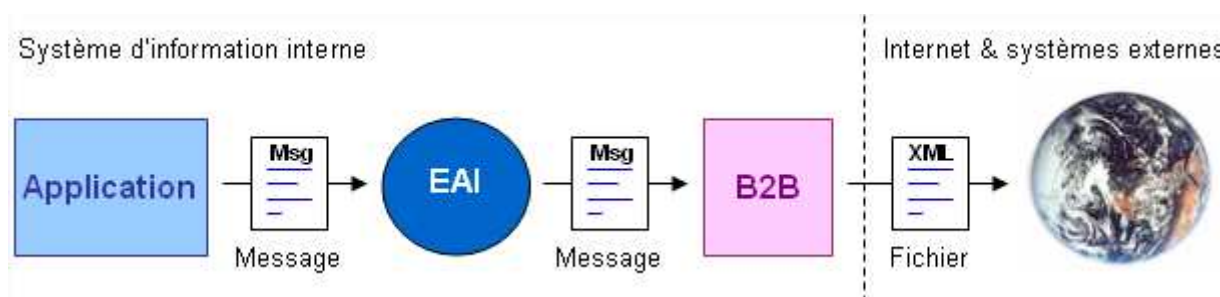 Système d'information interne
Internet & systèmes externes
Application
Msg
EAI
Msg
B2B
XML
Message
Message
Fichier